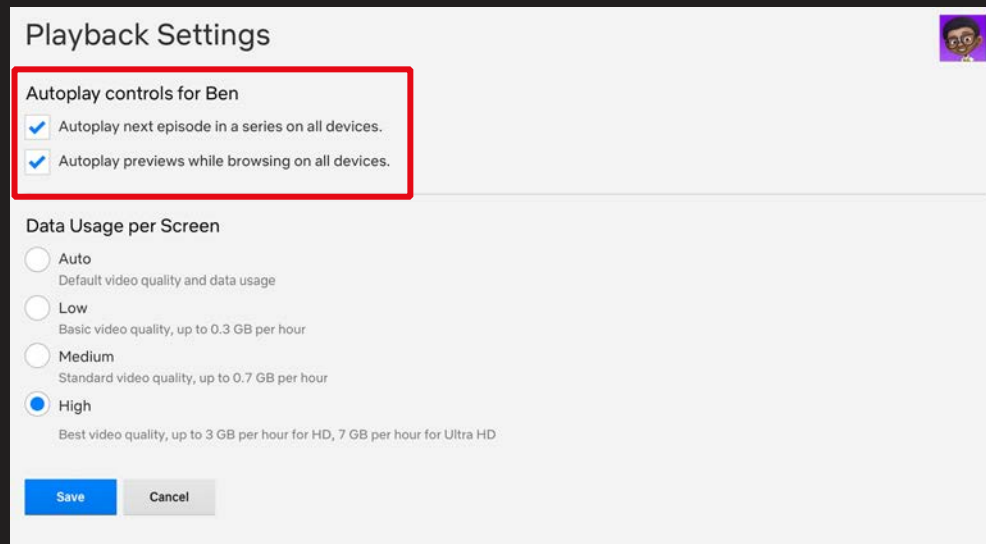 Playback Settings
Autoplay controls for Ben
Autoplay next episode in a series on all devices.
Autoplay previews while browsing on all devices.
Data Usage per Screen
Auto
Default video quality and data usage
Low
Basic video quality, up to 0.3 GB per hour
Medium
Standard video quality, up to 0.7 GB per hour
High
Best video quality, up to 3 GB per hour for HD, 7 GB per hour for Ultra HD
Save Cancel